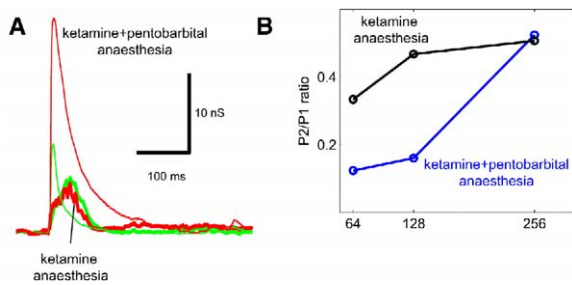 A
ketamine+pentobarbital
anaesthesia
10 nS
100 ms
ketamine
anaesthesia
B
ketamine
anaesthesia
P2/P1 ratio
0.4
0.2
ketamine+pentobarbital
anaesthesia
64
128
256